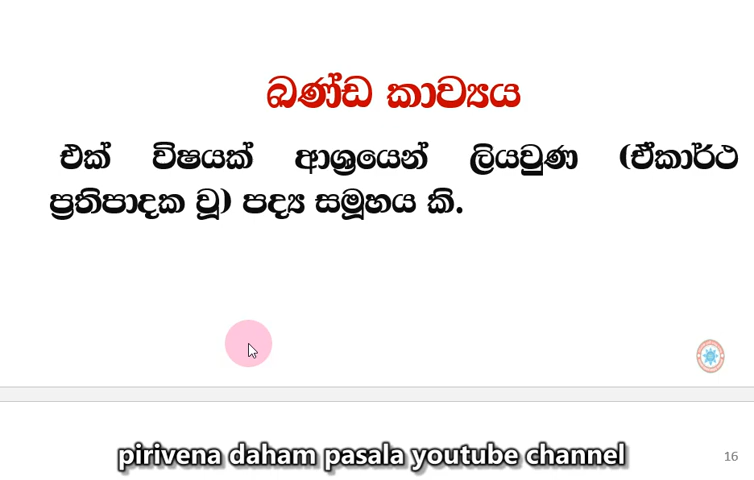 ඛණ්ඩ කාව්‍යය
එක් විෂයක් ආශ්‍රයෙන් ලියවුණ (ඒකාර්ථ
ප්‍රතිපාදක වූ) පද්‍ය සමූහය කි.
pirivena daham pasala youtube channel
16